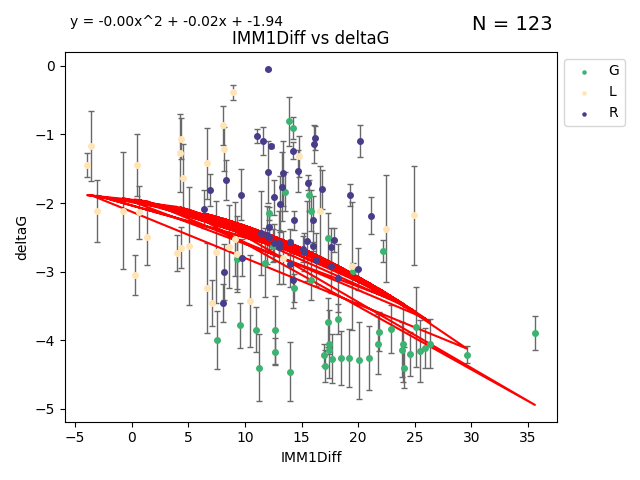 y = -0.00x^2 + -0.02x + -1.94
N = 123
IMM1Diff vs deltaG
G
L
R
deltaG
0
−1
−2
−3
−4
−5
−5 0 5 10 15 20 25 30 35
IMM1Diff